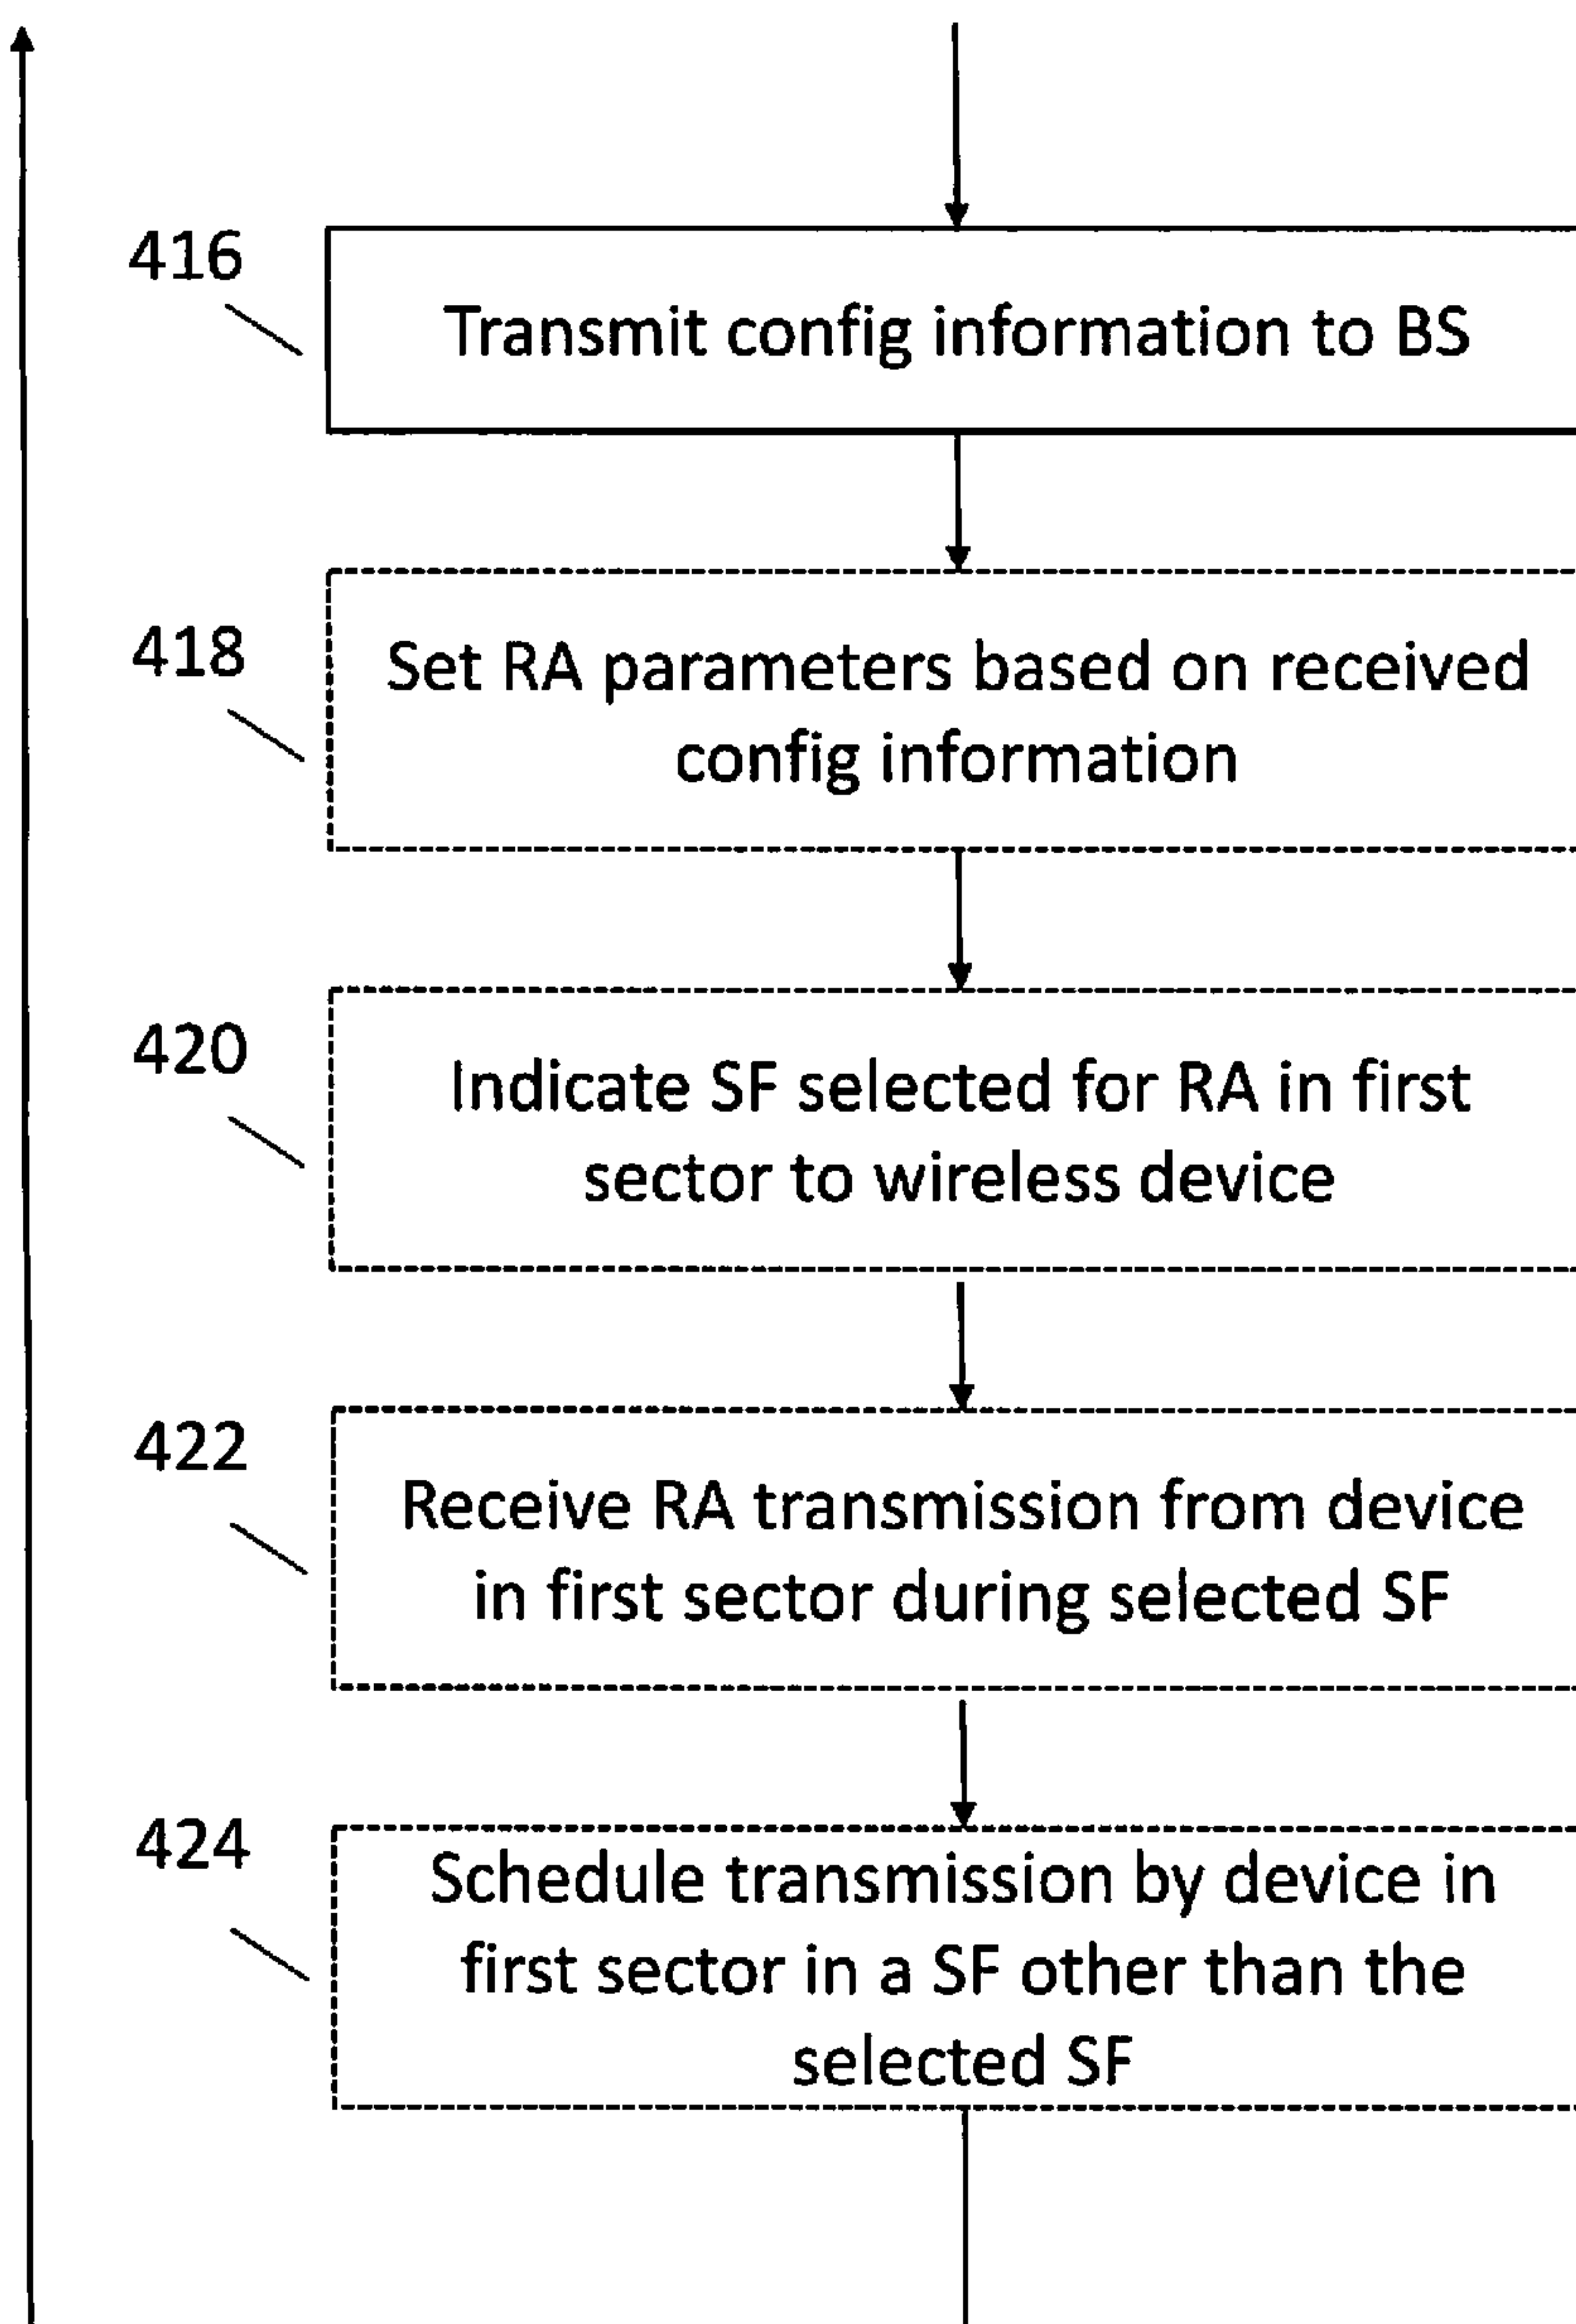 416
Transmit config information to BS
418
Set RA parameters based on received
config information
420
Indicate SF selected for RA in first
sector to wireless device
422
Receive RA transmission from device
in first sector during selected SF
424
Schedule transmission by device in
first sector in a SF other than the
selected SF